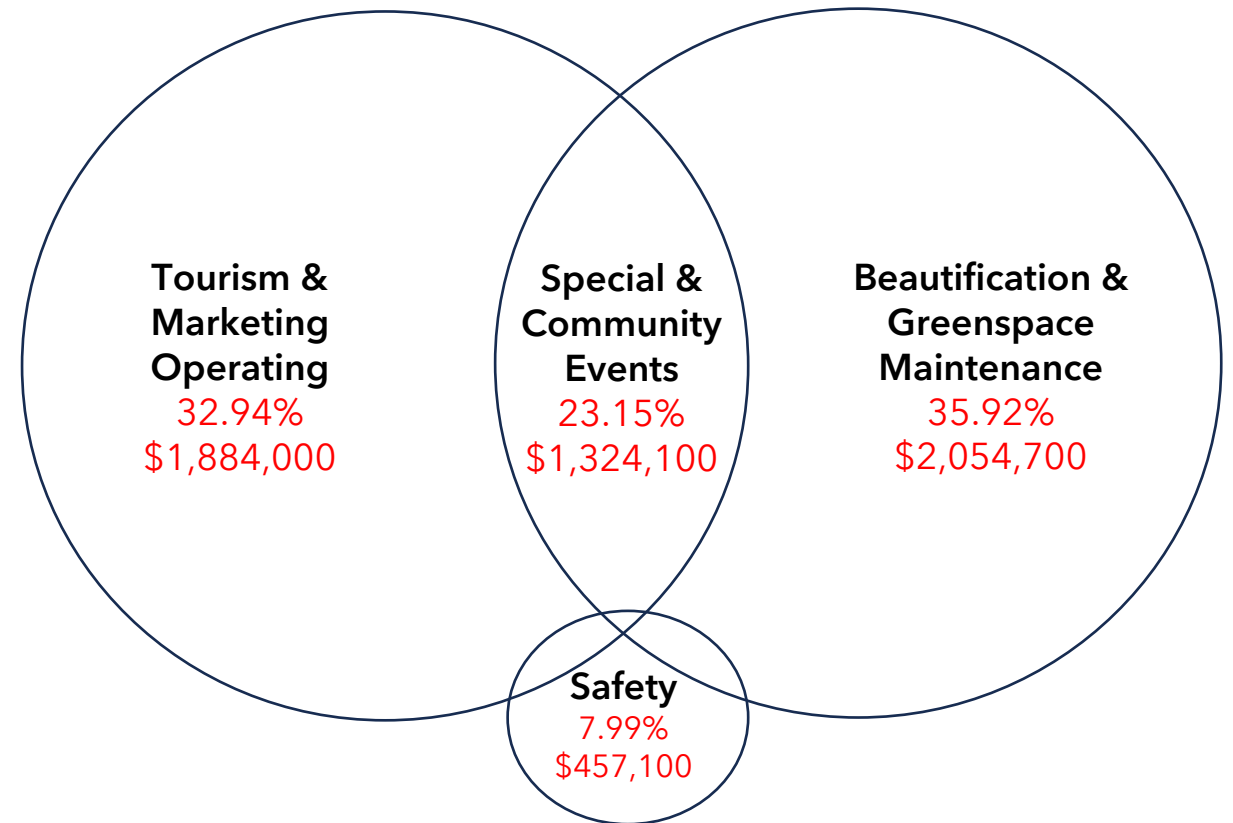 Tourism &
Marketing
Operating
32.94%
$1,884,000
Special &
Community
Events
23.15%
$1,324,100
Beautification &
Greenspace
Maintenance
35.92%
$2,054,700
Safety
7.99%
$457,100